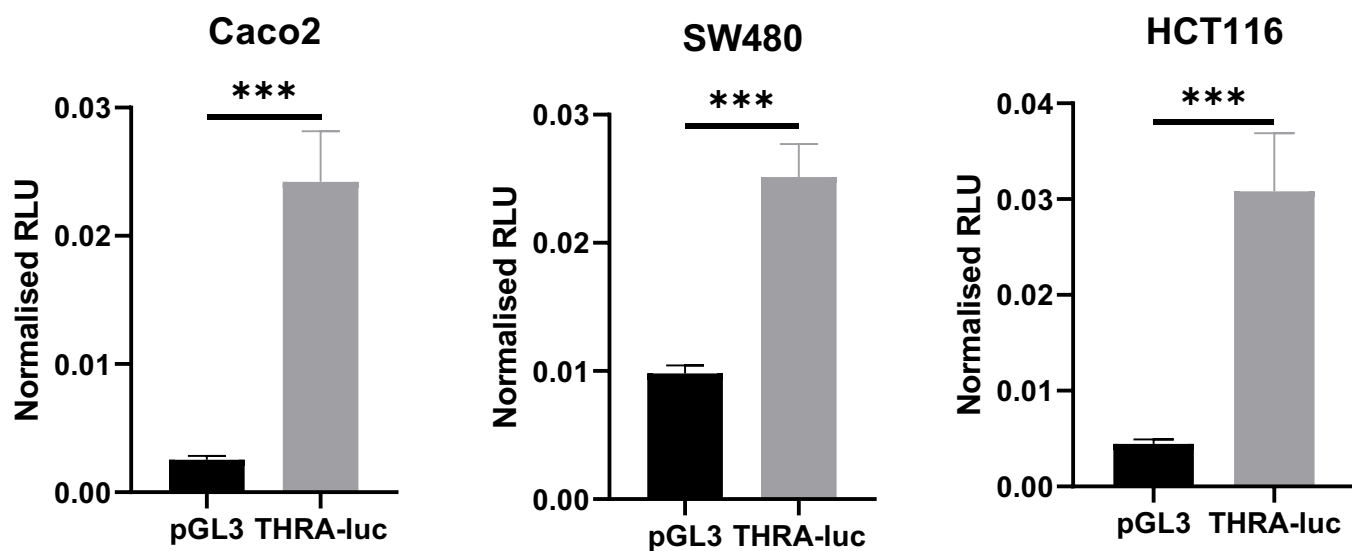 Caco2
***
Normalised RLU
0.03
0.02
0.01
0.00
pGL3 THRA-luc
SW480
***
Normalised RLU
0.03
0.02
0.01
0.00
pGL3 THRA-luc
HCT116
***
Normalised RLU
0.04
0.03
0.02
0.01
0.00
pGL3 THRA-luc